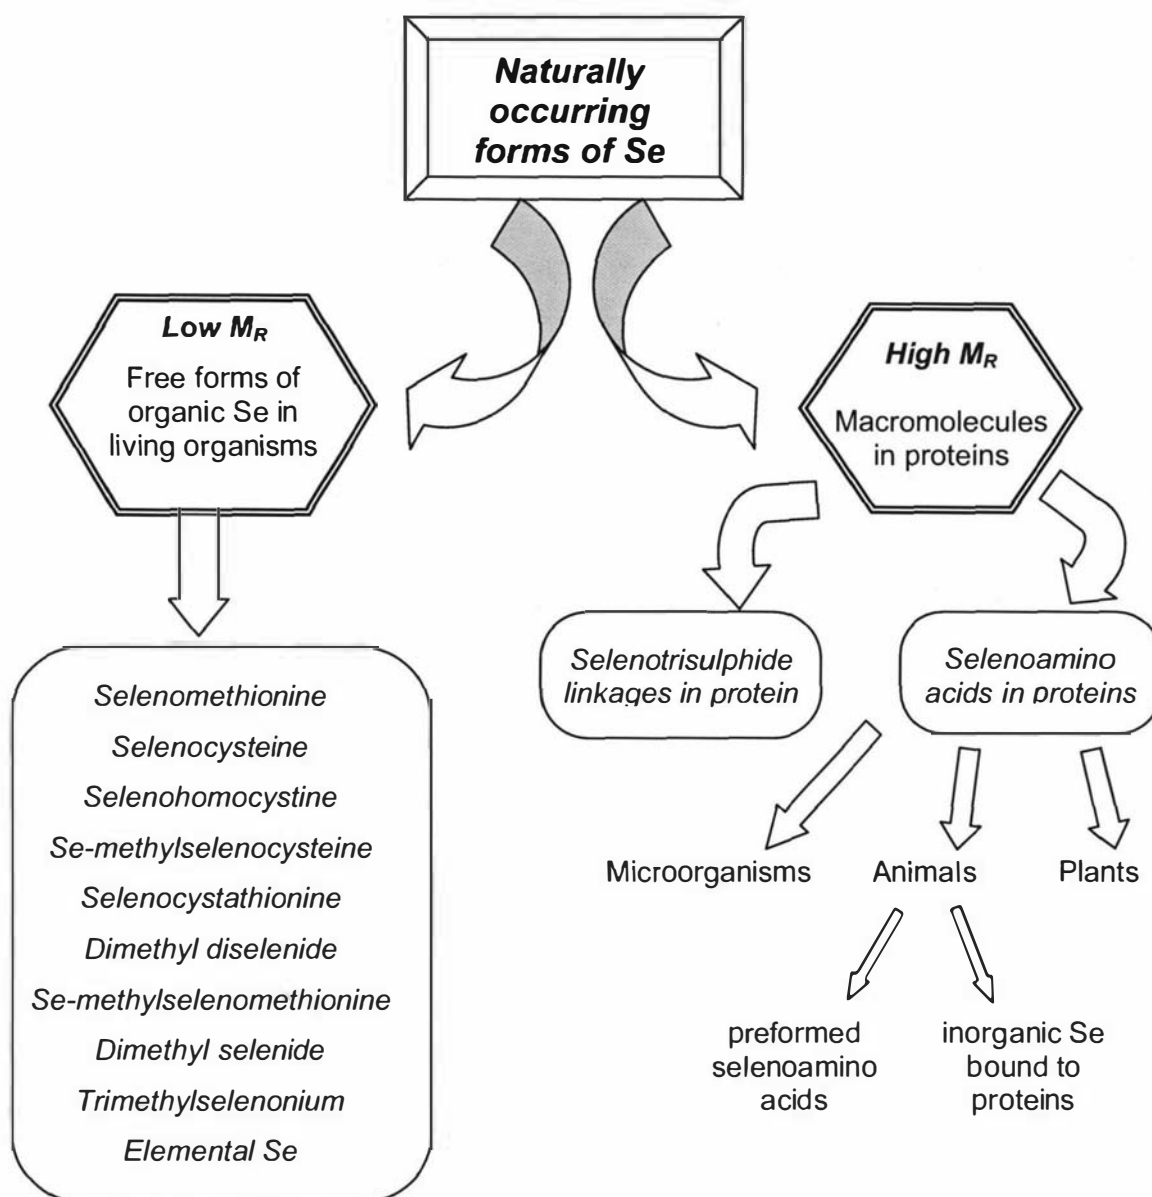 Naturally
occurring
forms of Se
Low MR
Free forms of
organic Se in
living organisms
High MR
Macromolecules
in proteins
Selenotrisulphide
linkages in protein
Selenoamino
acids in proteins
Selenomethionine
Selenocysteine
Selenohomocystine
Se-methylselenocysteine
Selenocystathionine
Dimethyl diselenide
Se-methylselenomethionine
Dimethyl selenide
Trimethylselenonium
Elemental Se
Microorganisms
Animals
Plants
preformed
selenoamino
acids
inorganic Se
bound to
proteins